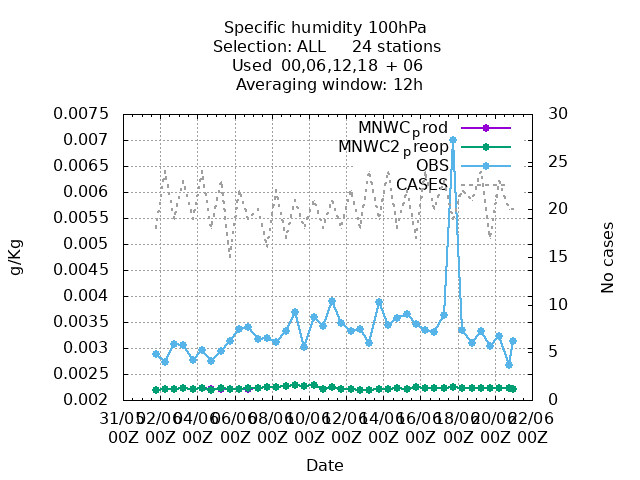 Specific humidity 100hPa
Selection: ALL 24 stations
Used 00,06,12,18 + 06
Averaging window: 12h
0.0075
0.007
0.0065
0.006
0.0055
0.005
0.0045
0.004
0.0035
0.003
0.0025
0.002
g/Kg
MNWCprod
MNWC2preop
OBS
CASES
30
25
20
15
10
5
0
No cases
31/05 02/06 04/06 06/06 08/06 10/06 12/06 14/06 16/06 18/06 20/06 22/06
00Z 00Z 00Z 00Z 00Z 00Z 00Z 00Z 00Z 00Z 00Z 00Z
Date